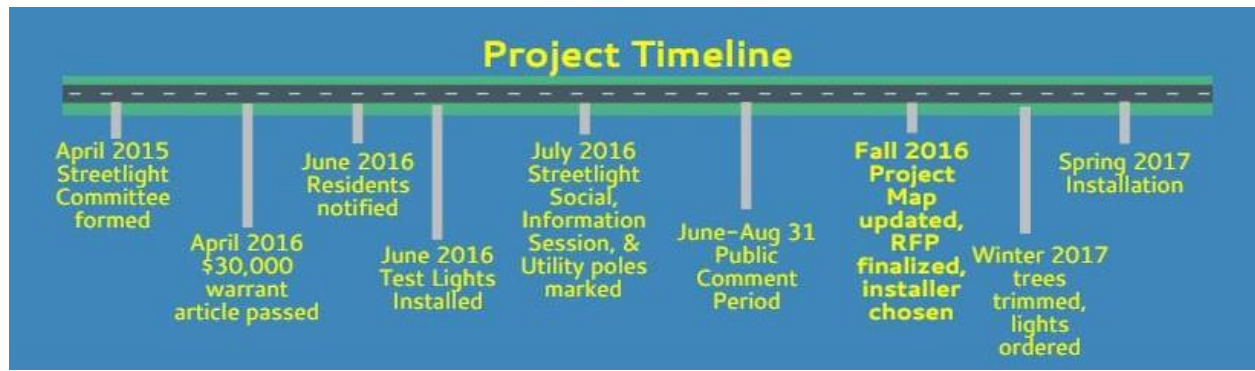 Project Timeline
April 2015
Streetlight
Committee
formed
April 2016
$30,000
warrant
article passed
June 2016
Residents
notified
June 2016
Test Lights
Installed
July 2016
Streetlight
Social,
Information
Session, &
Utility poles
marked
June-Aug 31
Public
Comment
Period
Fall 2016
Project
Map
updated,
RFP
finalized,
installer
chosen
Winter 2017
trees
trimmed,
lights
ordered
Spring 2017
Installation